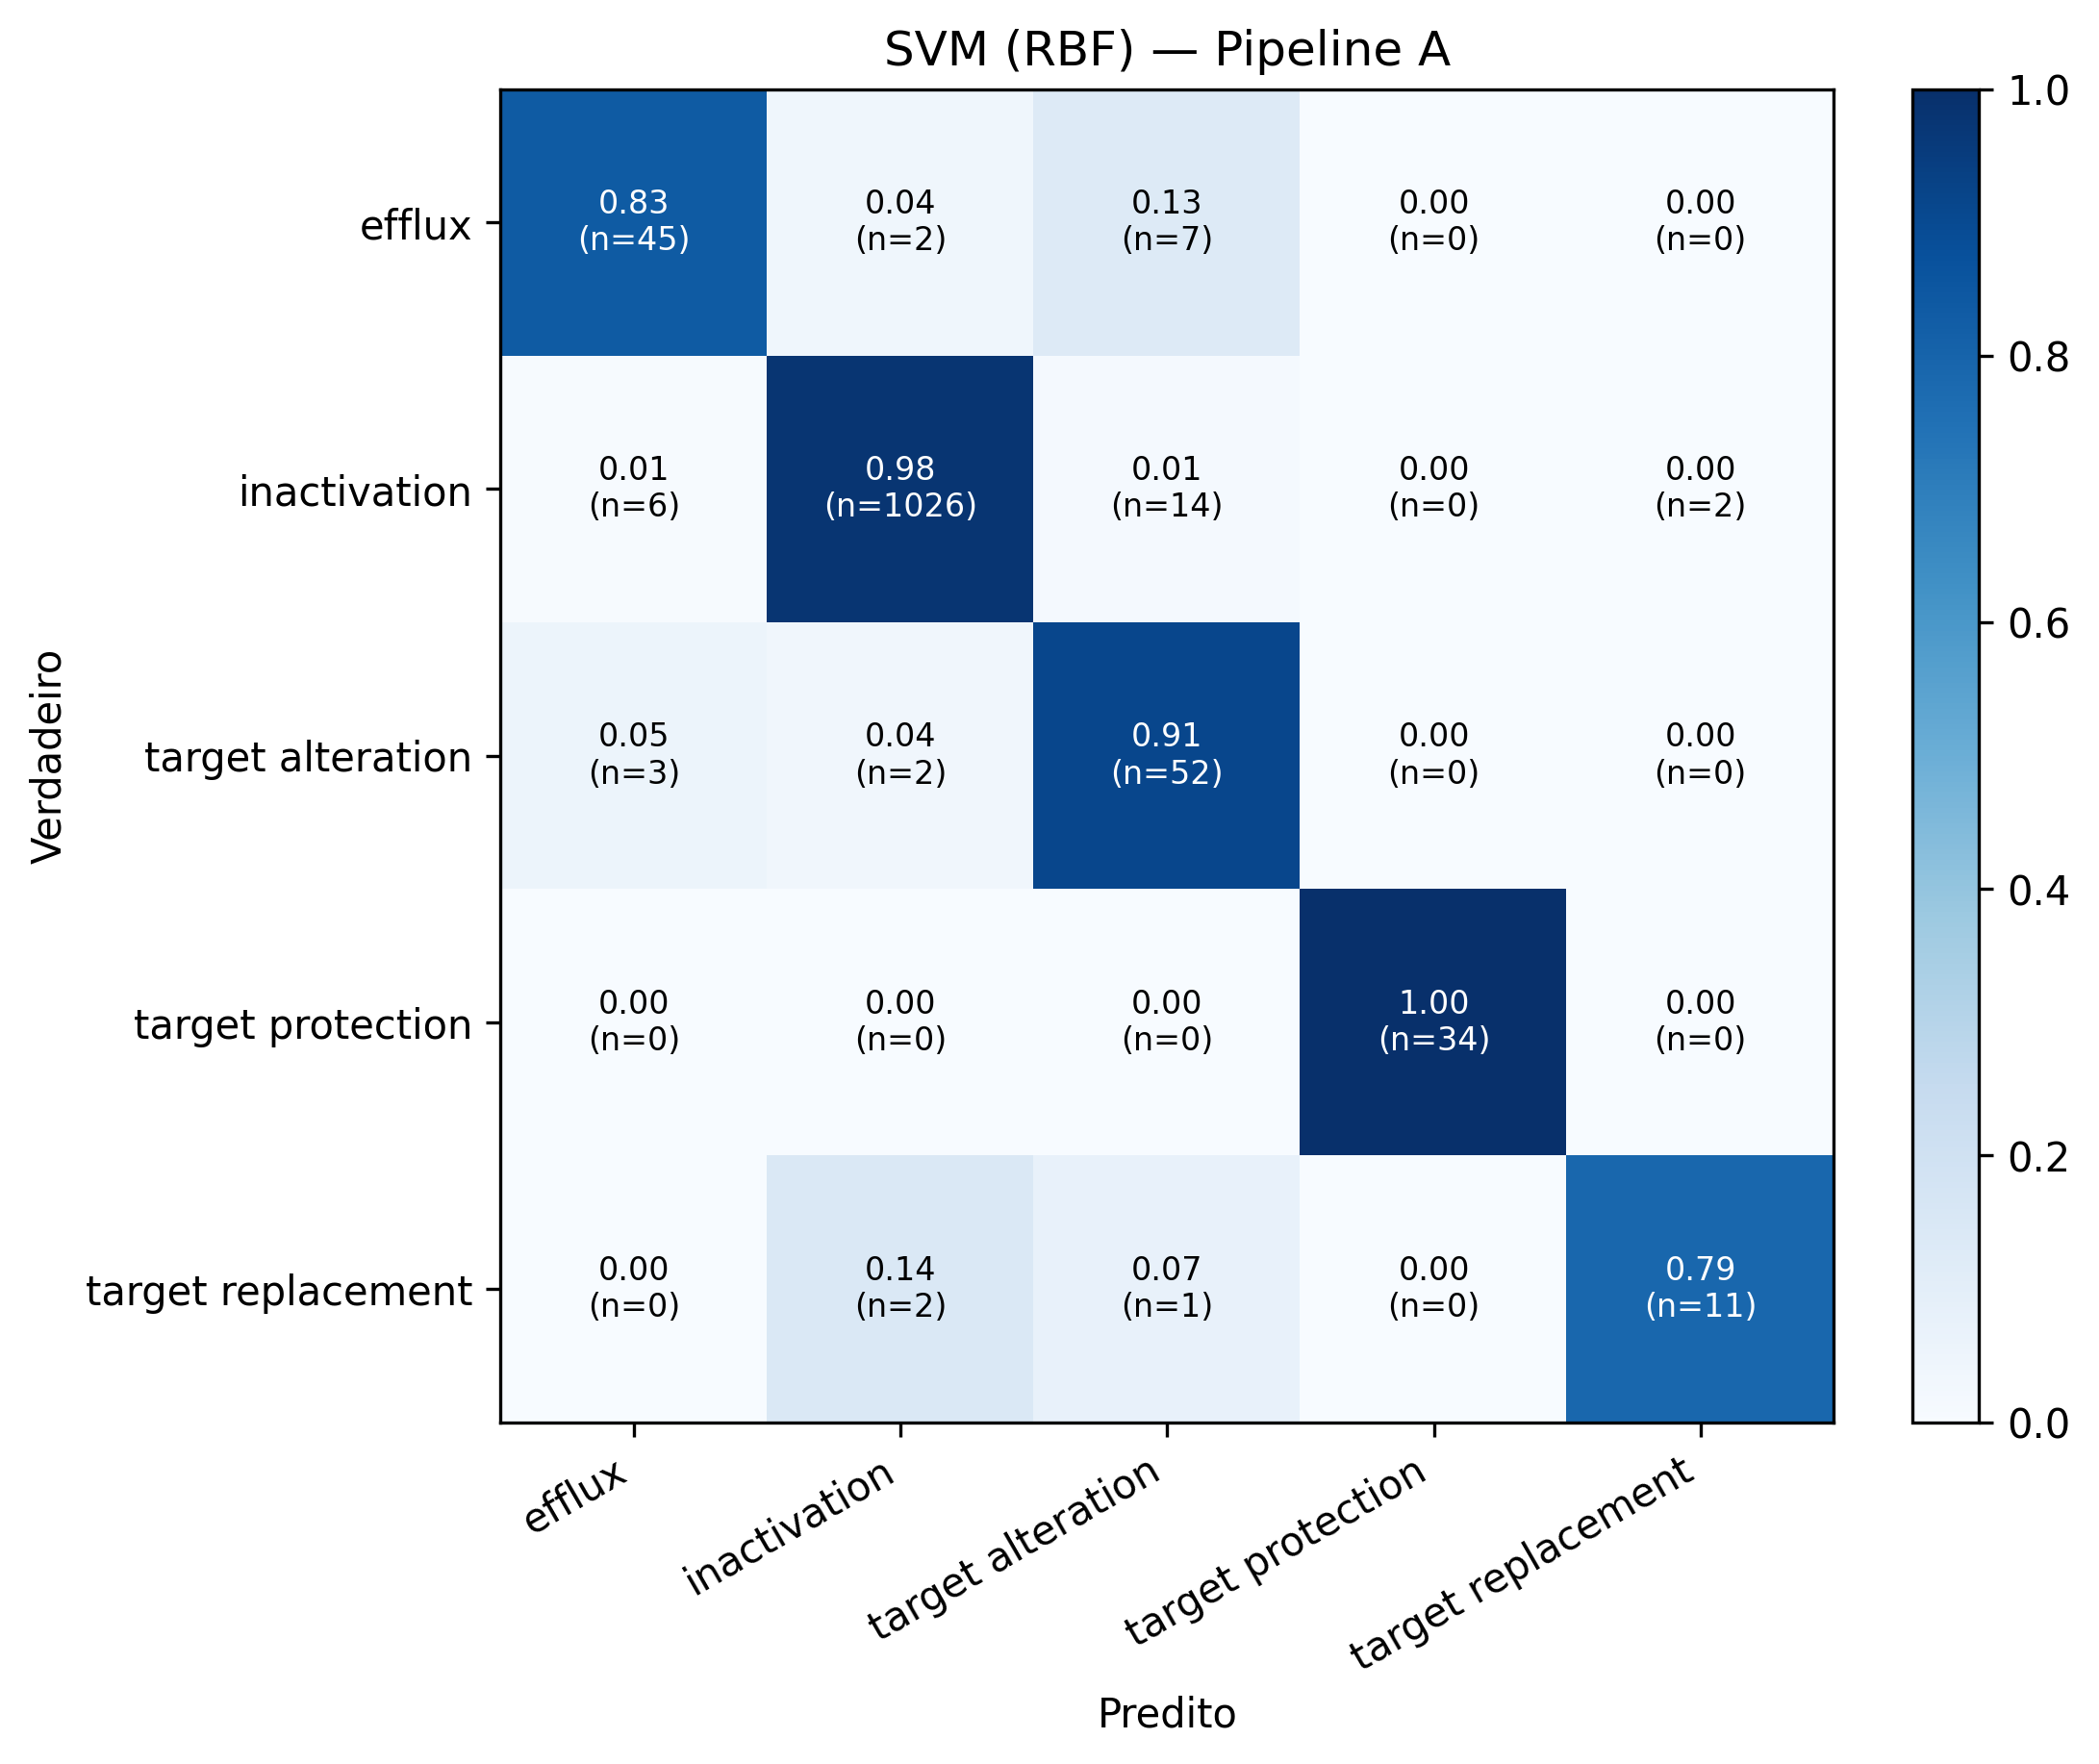 SVM (RBF) — Pipeline A
Verdadeiro
efflux
0.83
(n=45)
0.04
(n=2)
0.13
(n=7)
0.00
(n=0)
0.00
(n=0)
inactivation
0.01
(n=6)
0.98
(n=1026)
0.01
(n=14)
0.00
(n=0)
0.00
(n=2)
target alteration
0.05
(n=3)
0.04
(n=2)
0.91
(n=52)
0.00
(n=0)
0.00
(n=0)
target protection
0.00
(n=0)
0.00
(n=0)
0.00
(n=0)
1.00
(n=34)
0.00
(n=0)
target replacement
0.00
(n=0)
0.14
(n=2)
0.07
(n=1)
0.00
(n=0)
0.79
(n=11)
efflux
inactivation
target alteration
target protection
target replacement
Predito
1.0
0.8
0.6
0.4
0.2
0.0